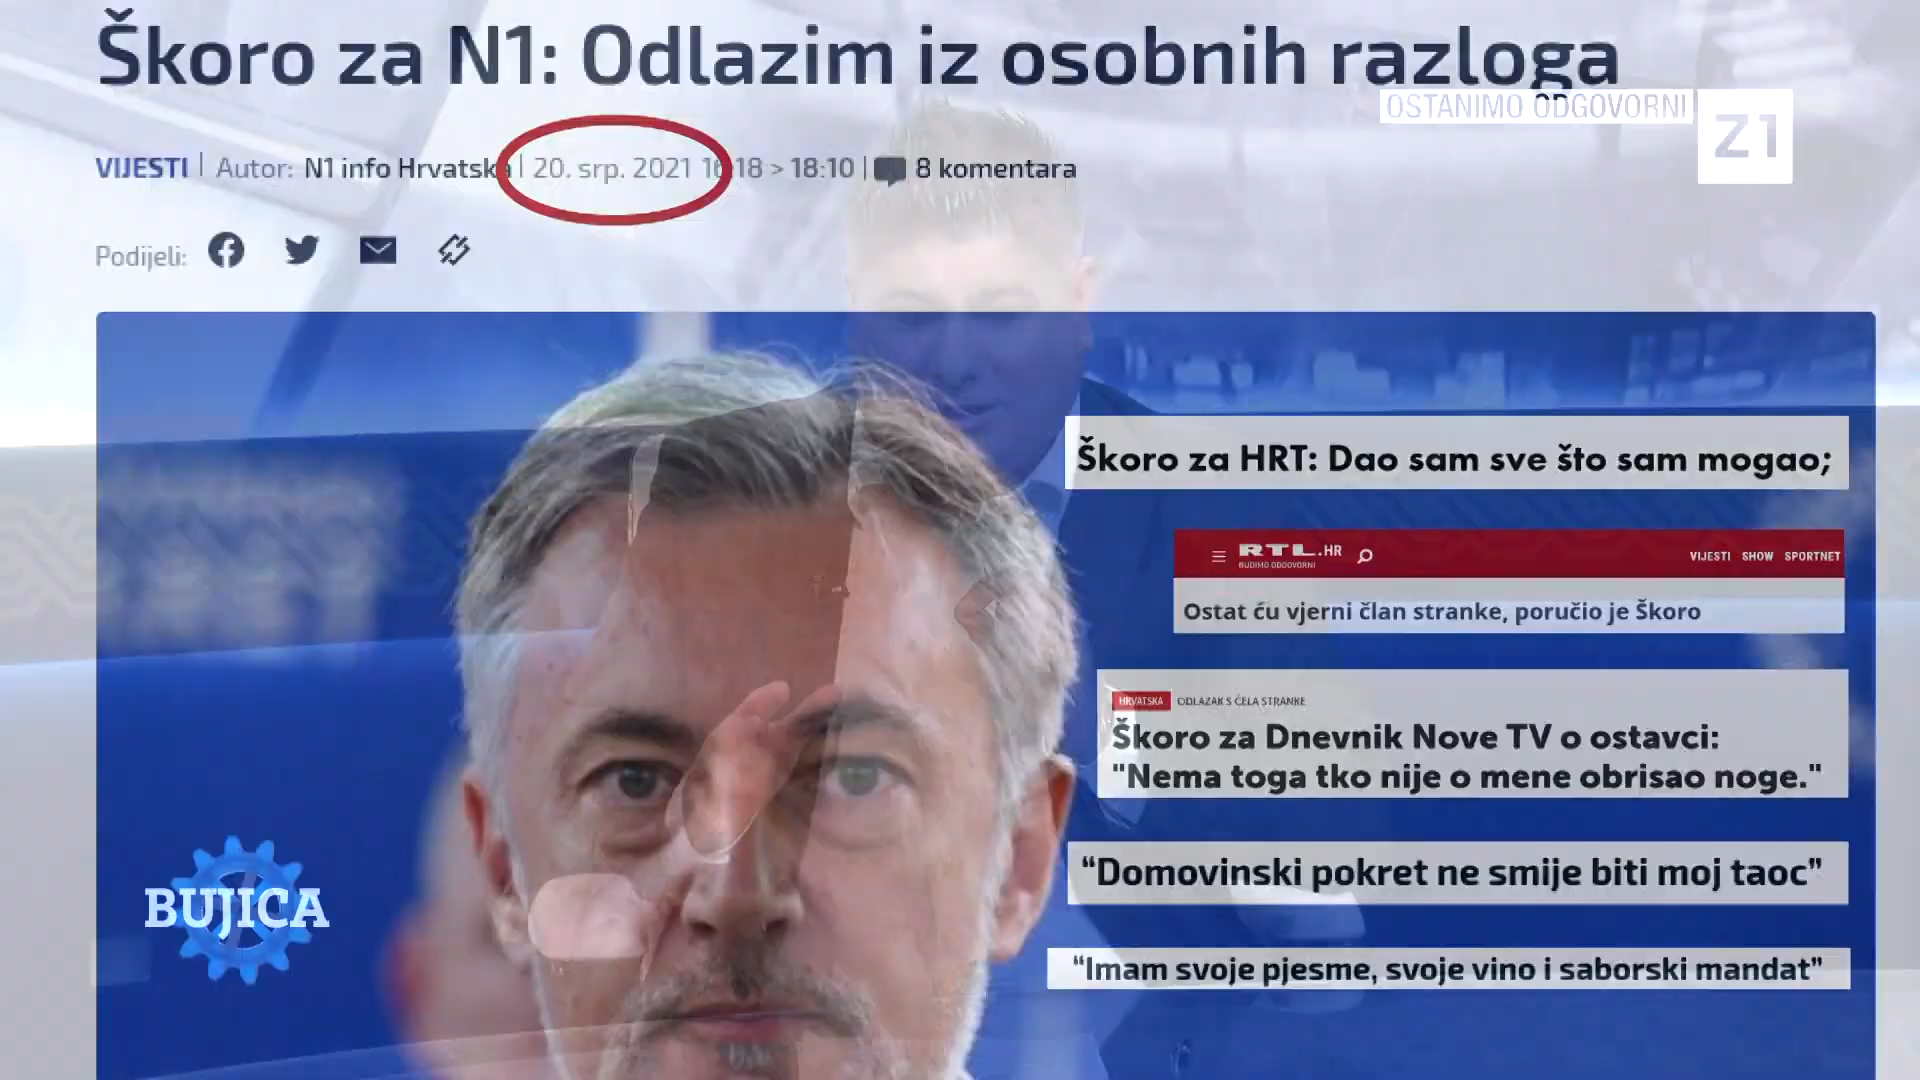 Škoro za N1: Odlazim iz osobnih razloga
OSTANIMO ODGOVORNI
Z1
VIJESTI | Autor: N1 info Hrvatska | 20. srp. 2021 16:18 > 18:10 | 8 komentara
Podijeli:
Škoro za HRT: Dao sam sve što sam mogao;
RTL.HR
BUDIMO ODGOVORNI
VIJESTI SHOW SPORTNET
Ostat ću vjerni član stranke, poručio je Škoro
HRVATSKA ODLAZAK S ČELA STRANKE
Škoro za Dnevnik Nove TV o ostavci:
"Nema toga tko nije o mene obrisao noge."
“Domovinski pokret ne smije biti moj taoc”
BUJICA
“Imam svoje pjesme, svoje vino i saborski mandat”